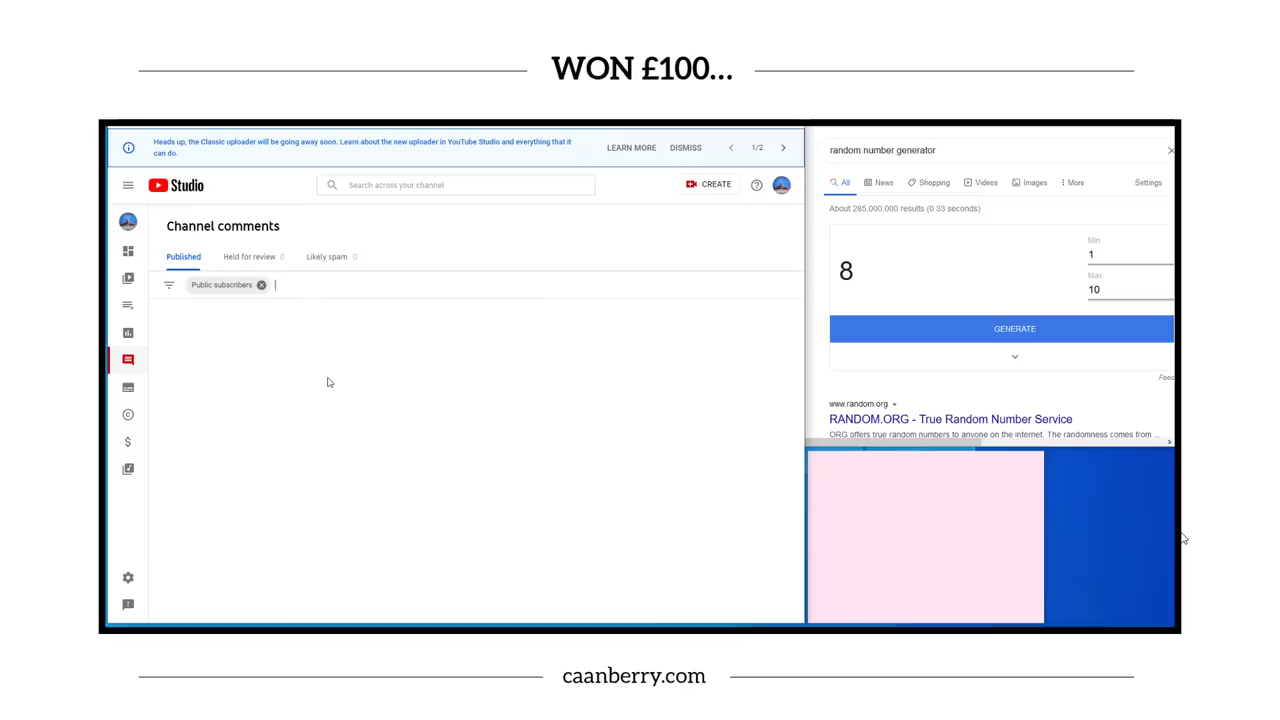 WON £100...
Heads up, the Classic uploader will be going away soon. Learn about the new uploader in YouTube Studio and everything that it
can do.
LEARN MORE
DISMISS
1/2
Studio
Search across your channel
CREATE
Channel comments
Published
Held for review 0
Likely spam 0
Public subscribers
random number generator
All
News
Shopping
Videos
Images
More
Settings
About 285.000.000 results (0.33 seconds)
8
Min
1
Max
10
GENERATE
Feed
www.random.org
RANDOM.ORG - True Random Number Service
ORG offers true random numbers to anyone on the internet. The randomness comes from ...
caanberry.com